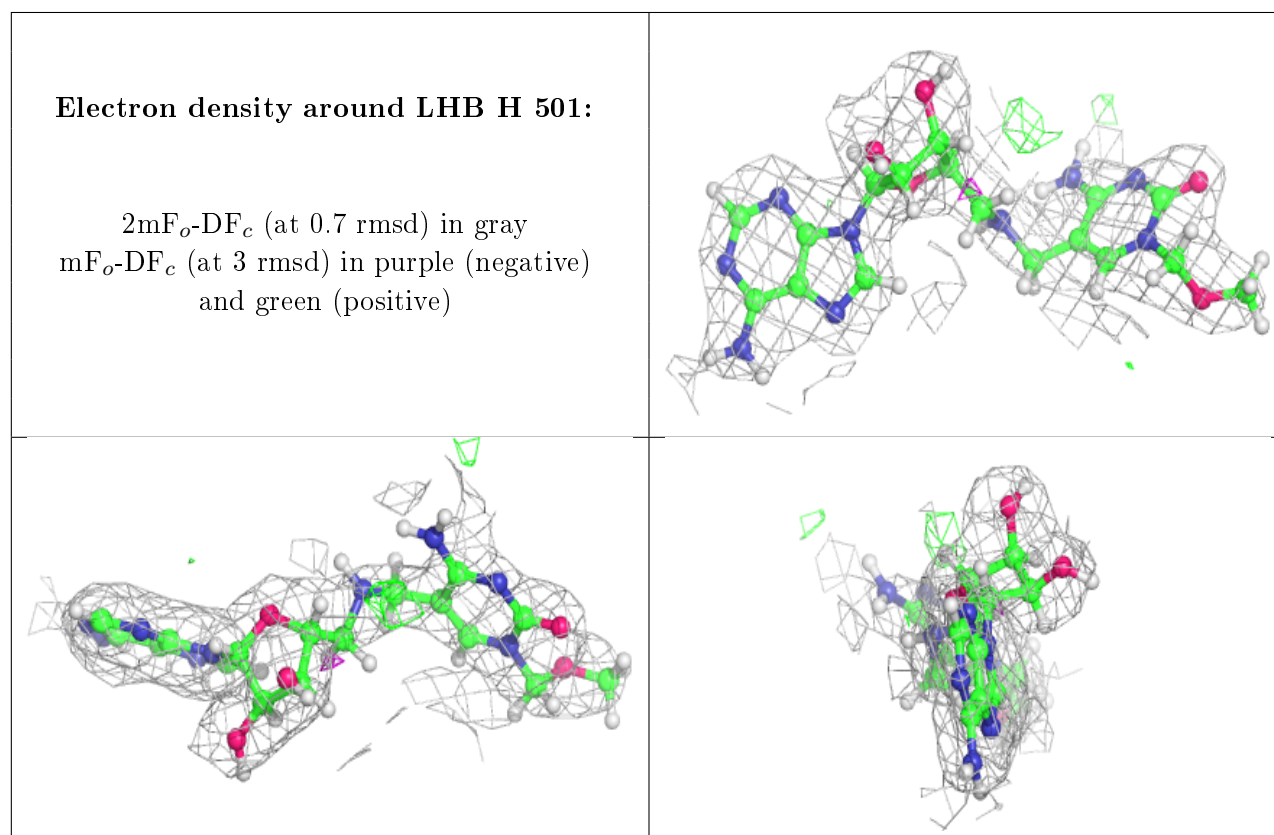 Electron density around LHB H 501:
2mFo-DFc (at 0.7 rmsd) in gray
mFo-DFc (at 3 rmsd) in purple (negative)
and green (positive)